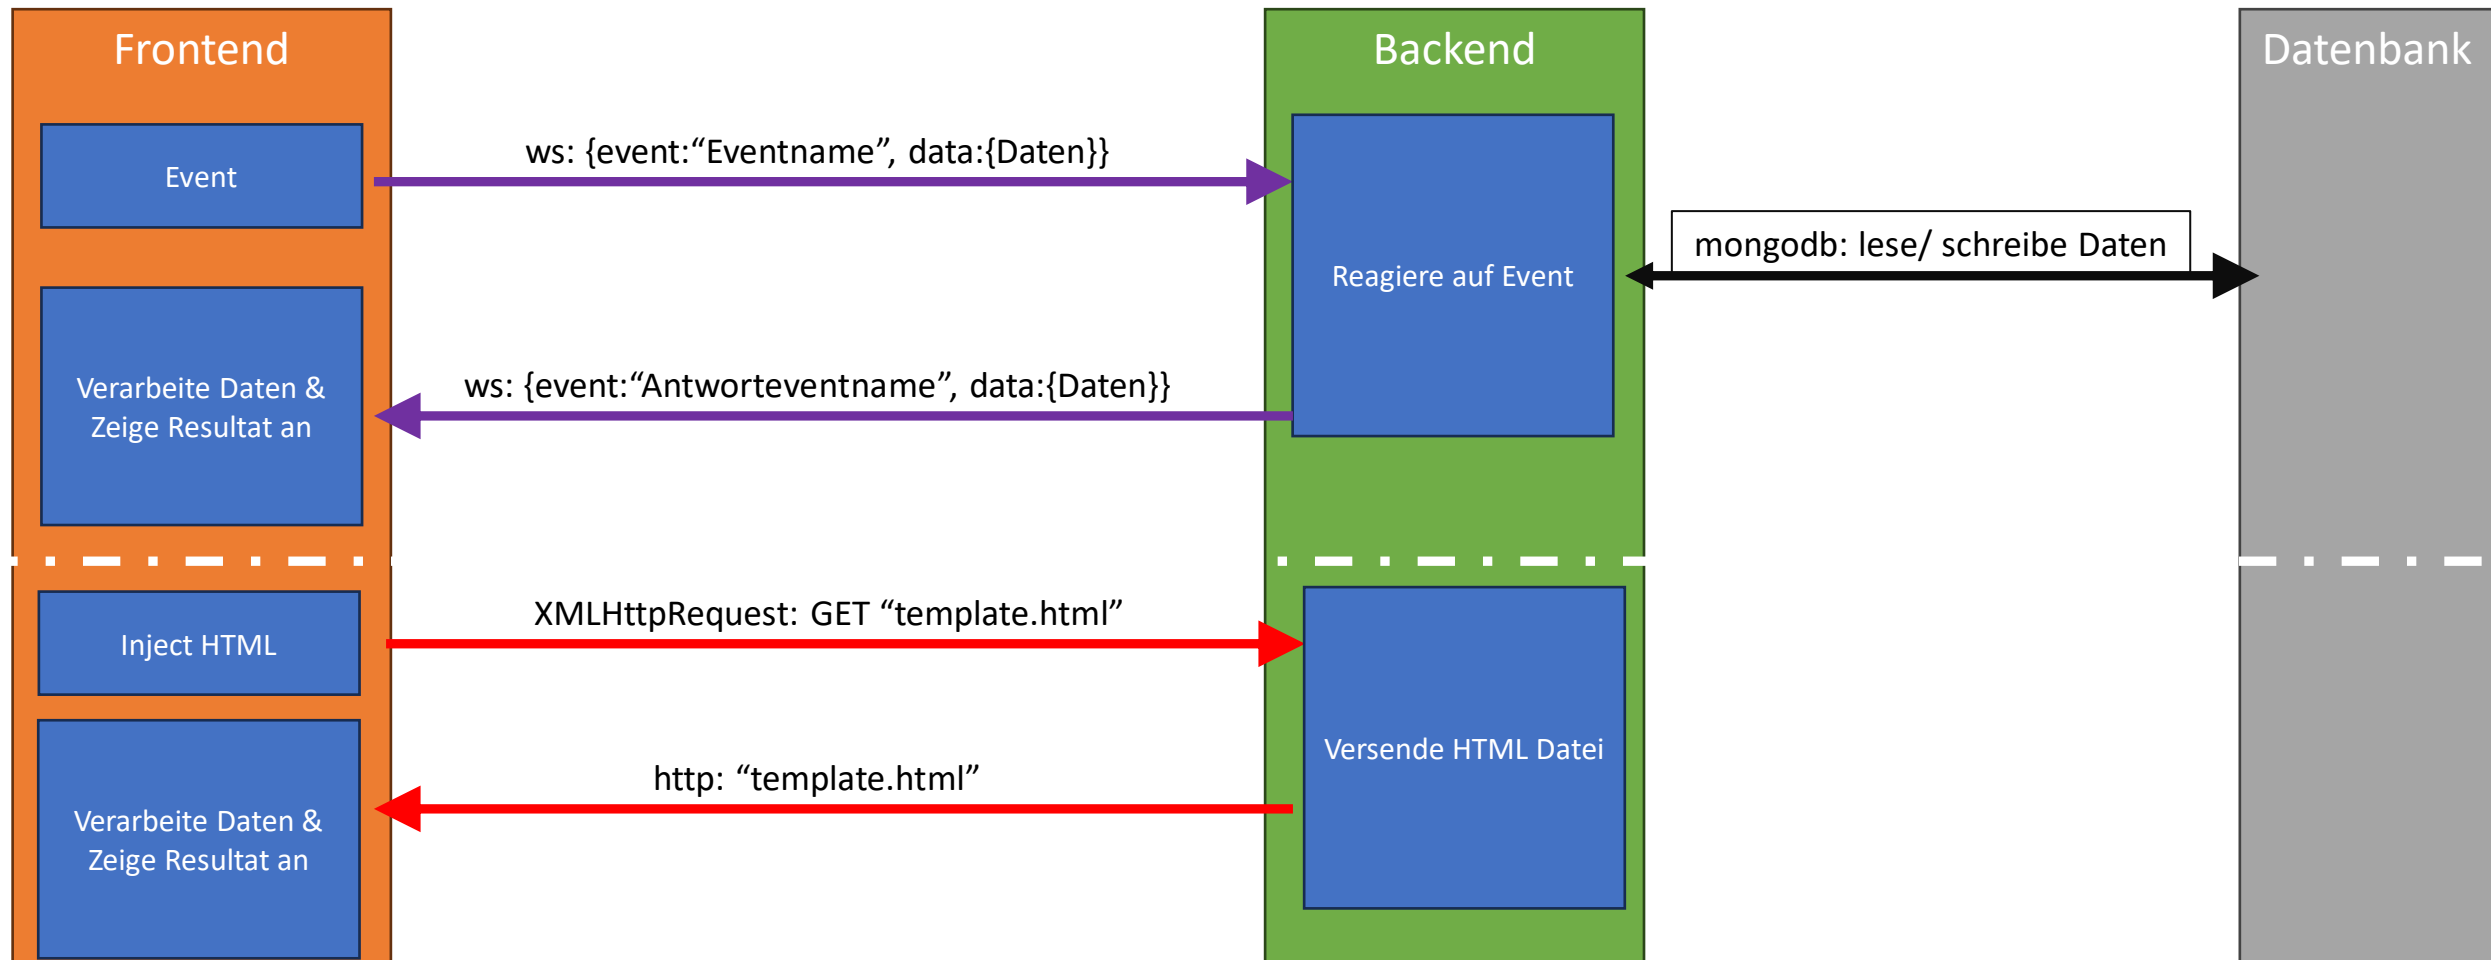 Frontend
Backend
Datenbank
Event
ws: {event:“Eventname”, data:{Daten}}
Reagiere auf Event
mongodb: lese/ schreibe Daten
Verarbeite Daten &
Zeige Resultat an
ws: {event:“Antworteventname”, data:{Daten}}
Inject HTML
XMLHttpRequest: GET “template.html”
Versende HTML Datei
http: “template.html”
Verarbeite Daten &
Zeige Resultat an